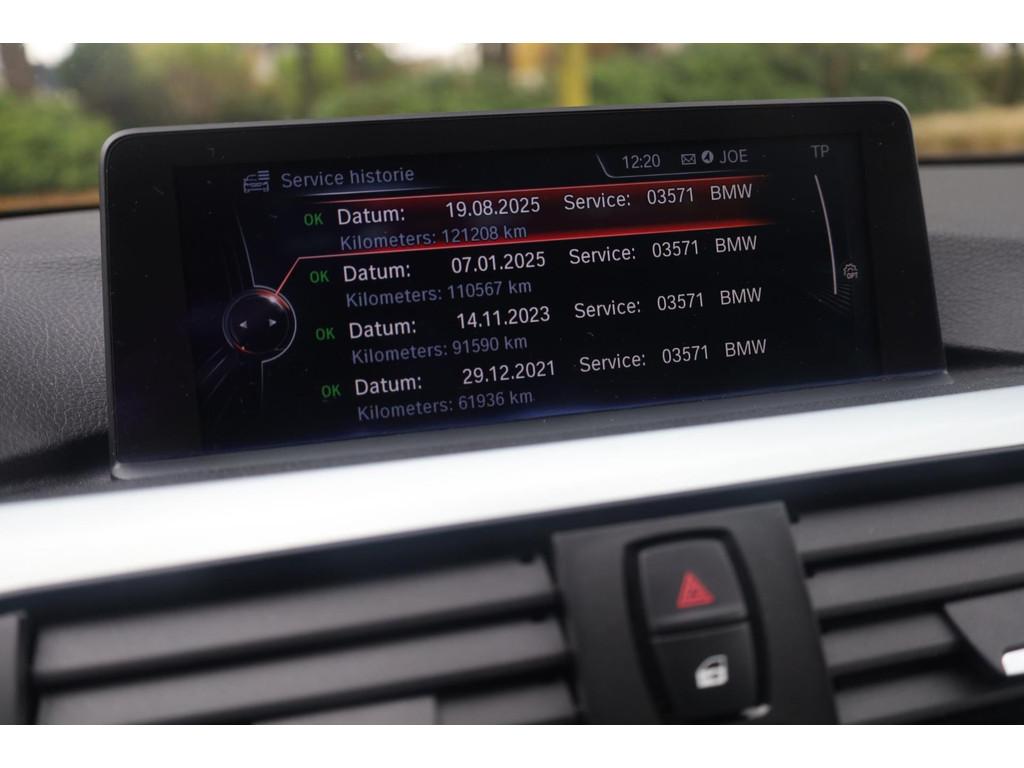 12:20 JOE TP
Service historie
OK Datum: 19.08.2025 Service: 03571 BMW
Kilometers: 121208 km
OK Datum: 07.01.2025 Service: 03571 BMW
Kilometers: 110567 km
OK Datum: 14.11.2023 Service: 03571 BMW
Kilometers: 91590 km
OK Datum: 29.12.2021 Service: 03571 BMW
Kilometers: 61936 km
OPT